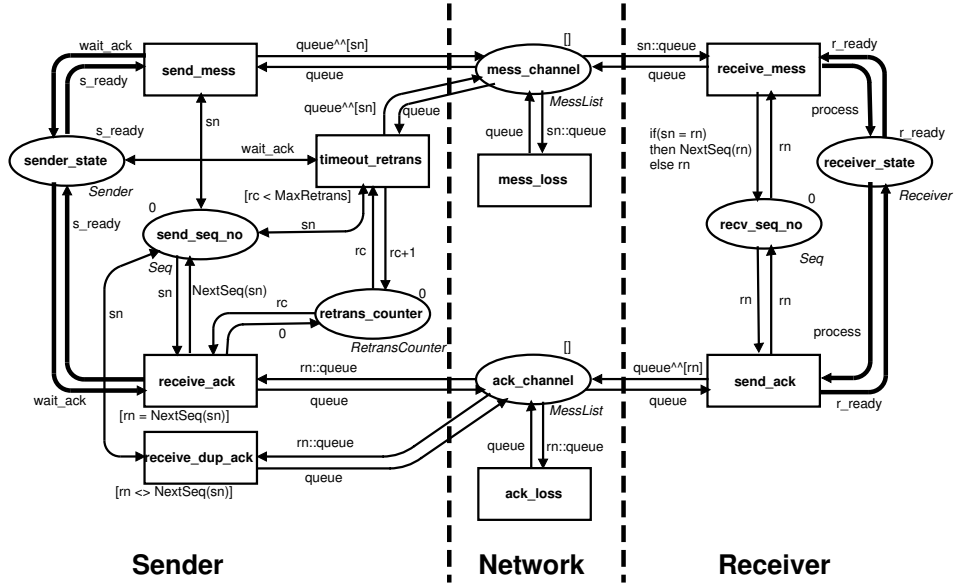 []
wait_ack
queue^^[sn]
sn::queue
r_ready
send_mess
mess_channel
receive_mess
s_ready
queue
queue
MessList
process
queue^^[sn]
queue
sn
s_ready
wait_ack
timeout_retrans
queue
sn::queue
if(sn = rn)
then NextSeq(rn)
else rn
rn
r_ready
sender_state
receiver_state
Sender
mess_loss
Receiver
[rc < MaxRetrans]
0
0
s_ready
send_seq_no
sn
recv_seq_no
Seq
rc
rc+1
Seq
sn
NextSeq(sn)
sn
rc
0
retrans_counter
rn
rn
0
RetransCounter
process
[]
receive_ack
rn::queue
ack_channel
queue^^[rn]
send_ack
wait_ack
queue
MessList
queue
r_ready
[rn = NextSeq(sn)]
receive_dup_ack
rn::queue
queue
rn::queue
queue
[rn <> NextSeq(sn)]
ack_loss
Sender
Network
Receiver